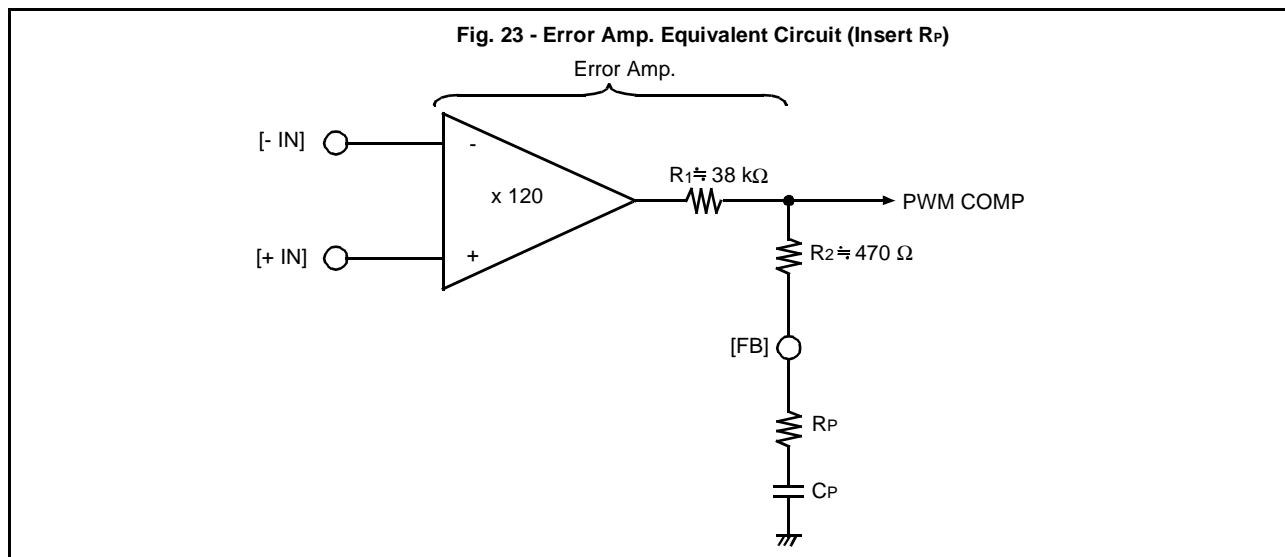 Fig. 23 - Error Amp. Equivalent Circuit (Insert RP)
Error Amp.
[- IN]
-
x 120
R1≒ 38 kΩ
PWM COMP
[+ IN]
+
R2≒ 470 Ω
[FB]
RP
CP